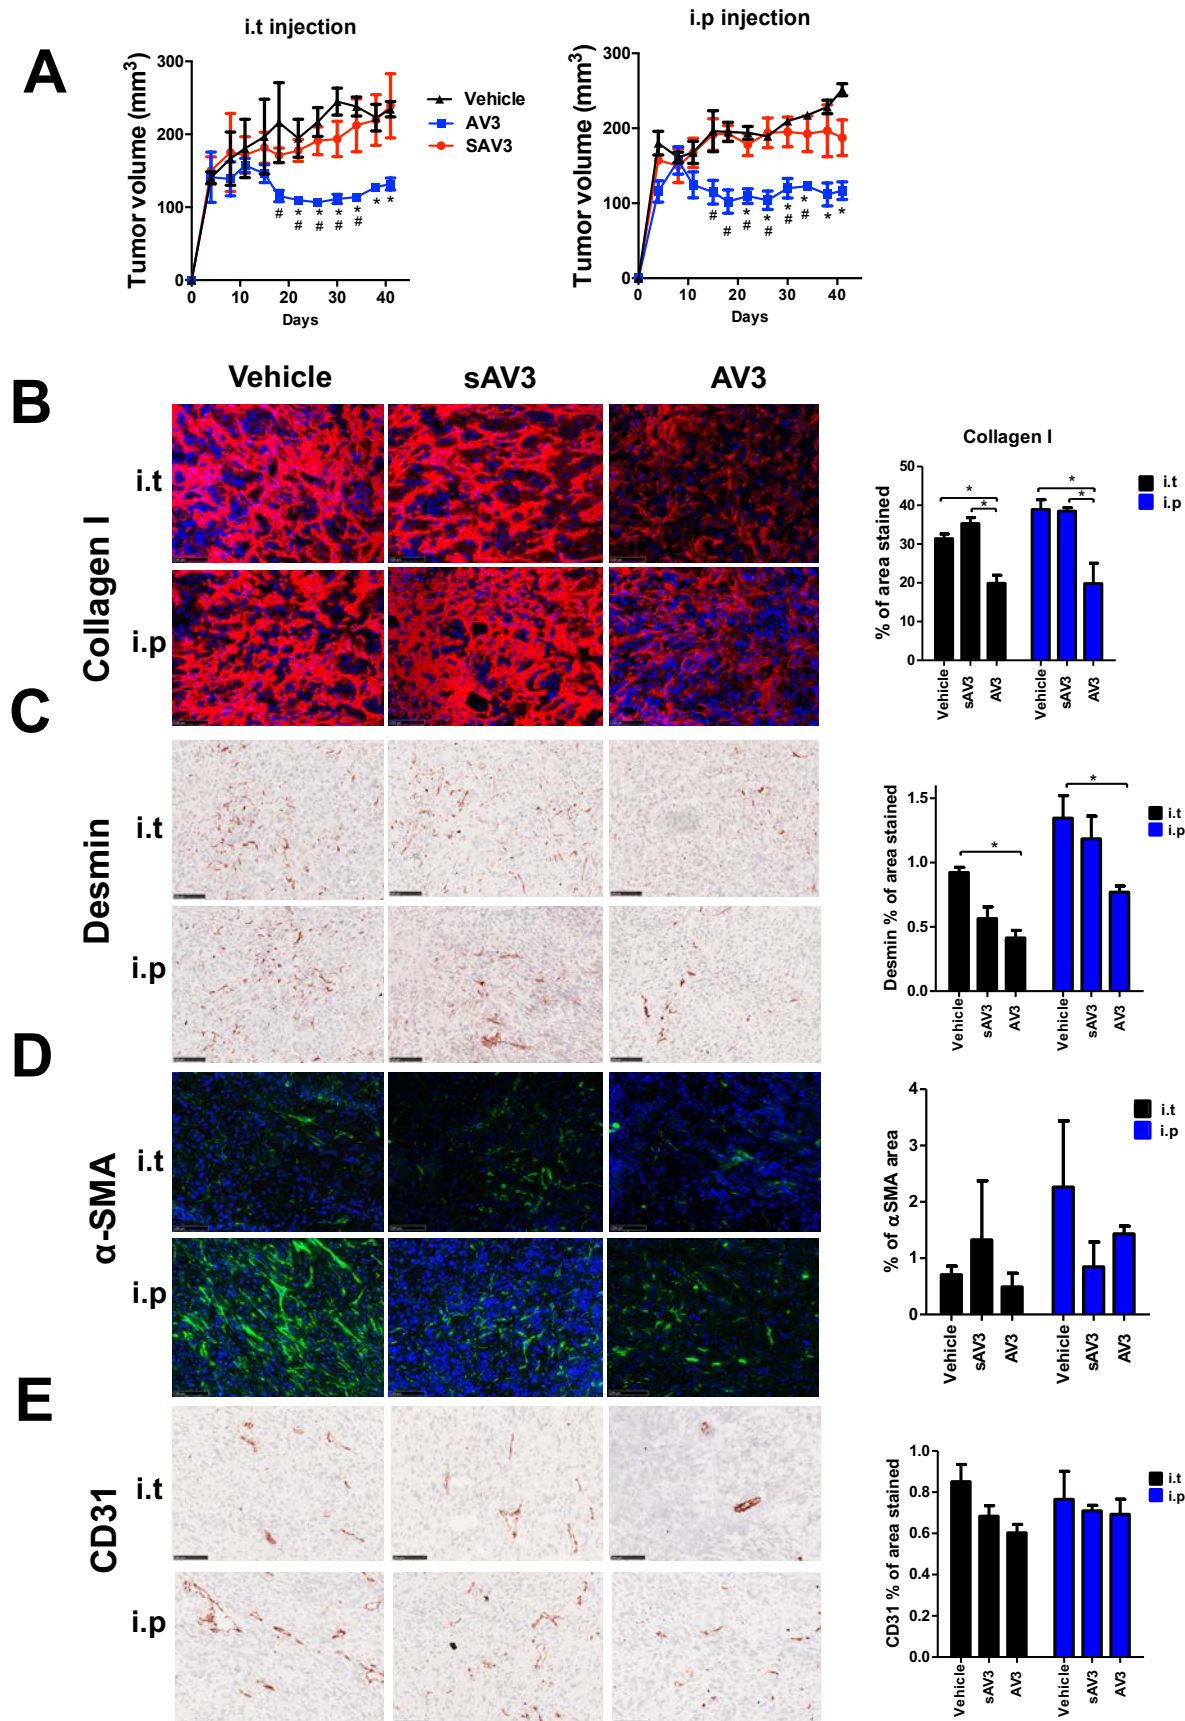 A
i.t injection
Tumor volume (mm³)
300
200
100
0
0 10 20 30 40
Days
# * # * # * # * # * *
Vehicle
AV3
SAV3
i.p injection
Tumor volume (mm³)
300
200
100
0
0 10 20 30 40
Days
# # * # * # * # * # * *
Vehicle sAV3 AV3
B
Collagen I
i.t
i.p
Collagen I
% of area stained
50
40
30
20
10
0
* * * *
Vehicle sAV3 AV3 Vehicle sAV3 AV3
i.t
i.p
C
Desmin
i.t
i.p
Desmin % of area stained
1.5
1.0
0.5
0.0
* *
Vehicle sAV3 AV3 Vehicle sAV3 AV3
i.t
i.p
D
α-SMA
i.t
i.p
% of αSMA area
4
3
2
1
0
Vehicle sAV3 AV3 Vehicle sAV3 AV3
i.t
i.p
E
CD31
i.t
i.p
CD31 % of area stained
1.0
0.8
0.6
0.4
0.2
0.0
Vehicle sAV3 AV3 Vehicle sAV3 AV3
i.t
i.p